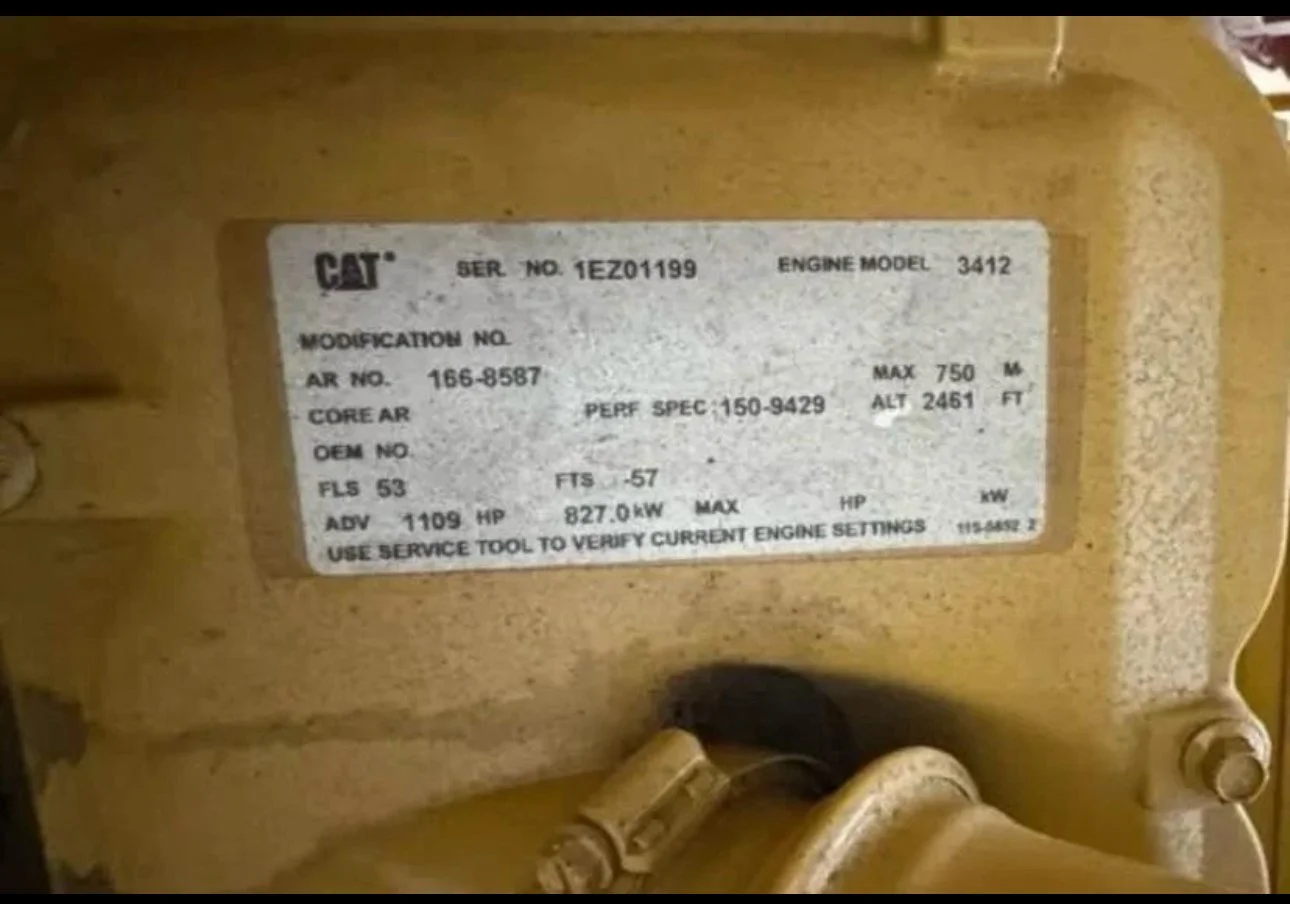 CAT SER. NO. 1EZ01199 ENGINE MODEL 3412
MODIFICATION NO.
AR NO. 166-8587 MAX 750 M
CORE AR PERF SPEC: 150-9429 ALT 2461 FT
OEM NO.
FLS 53 FTS -57
ADV 1109 HP 827.0 kW MAX HP kW
USE SERVICE TOOL TO VERIFY CURRENT ENGINE SETTINGS